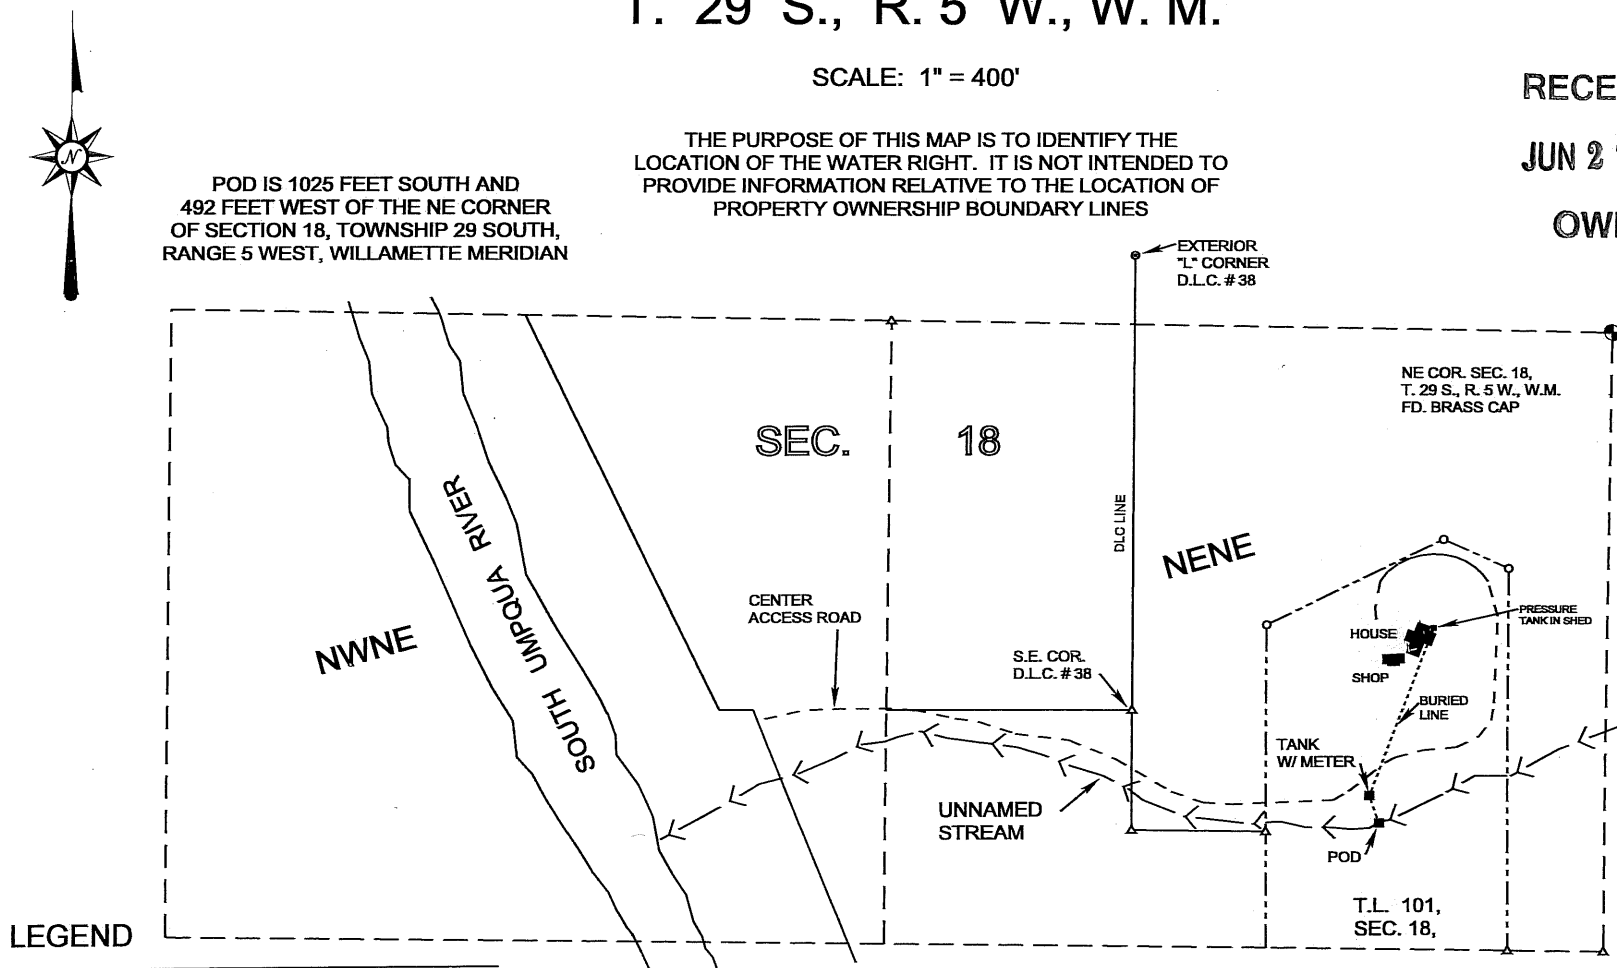 T. 29 S., R. 5 W., W. M.
SCALE: 1" = 400'
RECE
JUN 2
OW
THE PURPOSE OF THIS MAP IS TO IDENTIFY THE
LOCATION OF THE WATER RIGHT. IT IS NOT INTENDED TO
PROVIDE INFORMATION RELATIVE TO THE LOCATION OF
PROPERTY OWNERSHIP BOUNDARY LINES
N
POD IS 1025 FEET SOUTH AND
492 FEET WEST OF THE NE CORNER
OF SECTION 18, TOWNSHIP 29 SOUTH,
RANGE 5 WEST, WILLAMETTE MERIDIAN
EXTERIOR
"L" CORNER
D.L.C. # 38
NE COR. SEC. 18,
T. 29 S., R. 5 W., W.M.
FD. BRASS CAP
SEC. 18
DLC LINE
NENE
SOUTH UMPQUA RIVER
NWNE
CENTER
ACCESS ROAD
S.E. COR.
D.L.C. # 38
PRESSURE
TANK IN SHED
HOUSE
SHOP
BURIED
LINE
TANK
W/ METER
UNNAMED
STREAM
POD
T.L. 101,
SEC. 18,
LEGEND